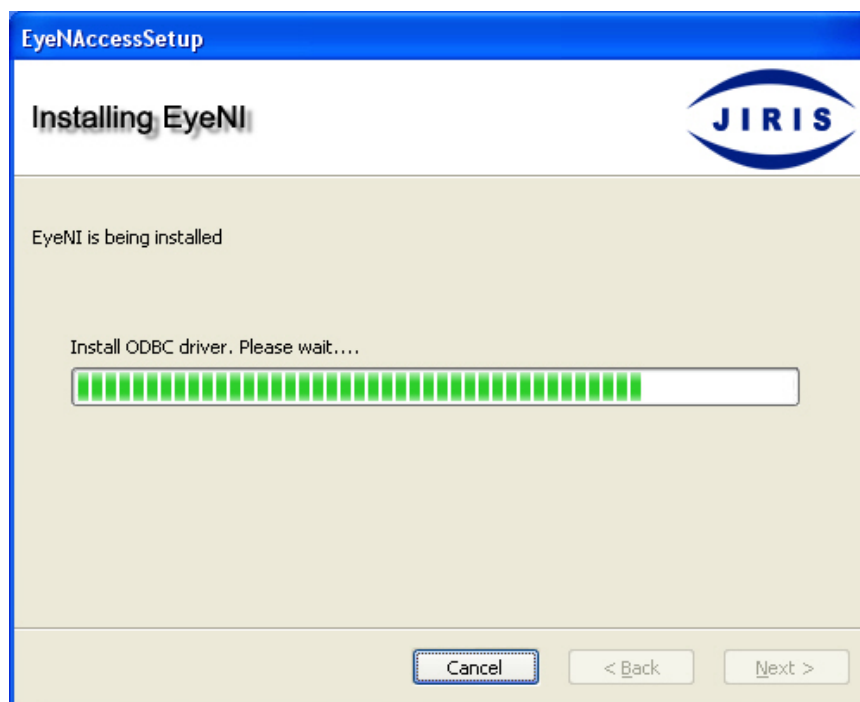 EyeNAccessSetup
Installing EyeNI
JIRIS
EyeNI is being installed
Install ODBC driver. Please wait....
Cancel
< Back
Next >